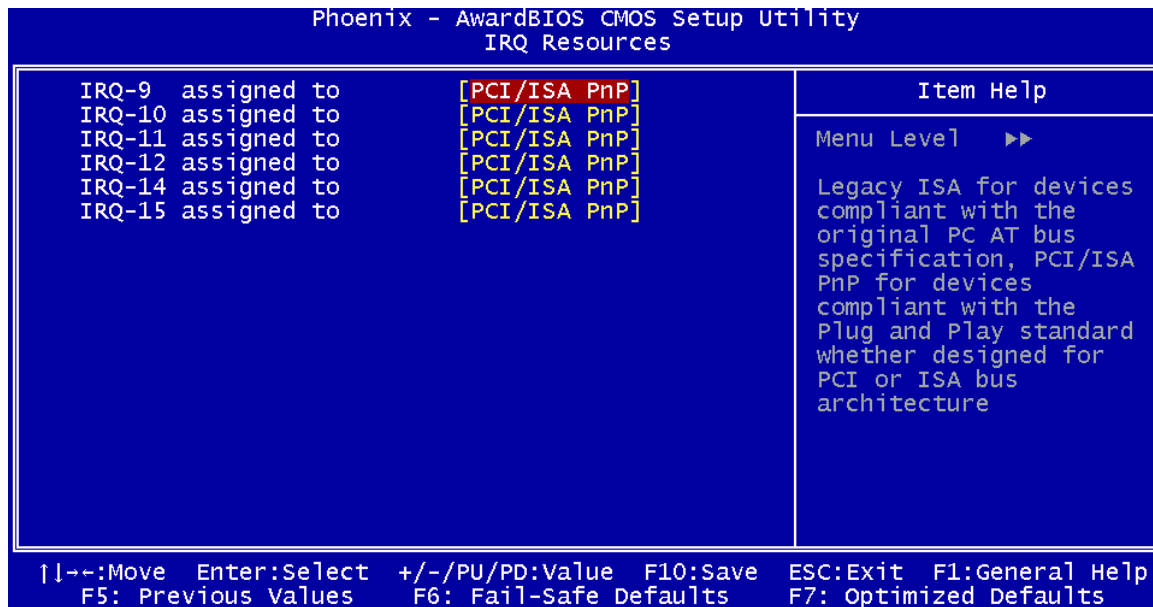 Phoenix - AwardBIOS CMOS Setup Utility
IRQ Resources
IRQ-9 assigned to [PCI/ISA PnP]
IRQ-10 assigned to [PCI/ISA PnP]
IRQ-11 assigned to [PCI/ISA PnP]
IRQ-12 assigned to [PCI/ISA PnP]
IRQ-14 assigned to [PCI/ISA PnP]
IRQ-15 assigned to [PCI/ISA PnP]
Item Help
Menu Level ▶▶
Legacy ISA for devices
compliant with the
original PC AT bus
specification, PCI/ISA
PnP for devices
compliant with the
Plug and Play standard
whether designed for
PCI or ISA bus
architecture
↑↓→←:Move Enter:Select +/-/PU/PD:Value F10:Save ESC:Exit F1:General Help
F5: Previous Values F6: Fail-Safe Defaults F7: Optimized Defaults